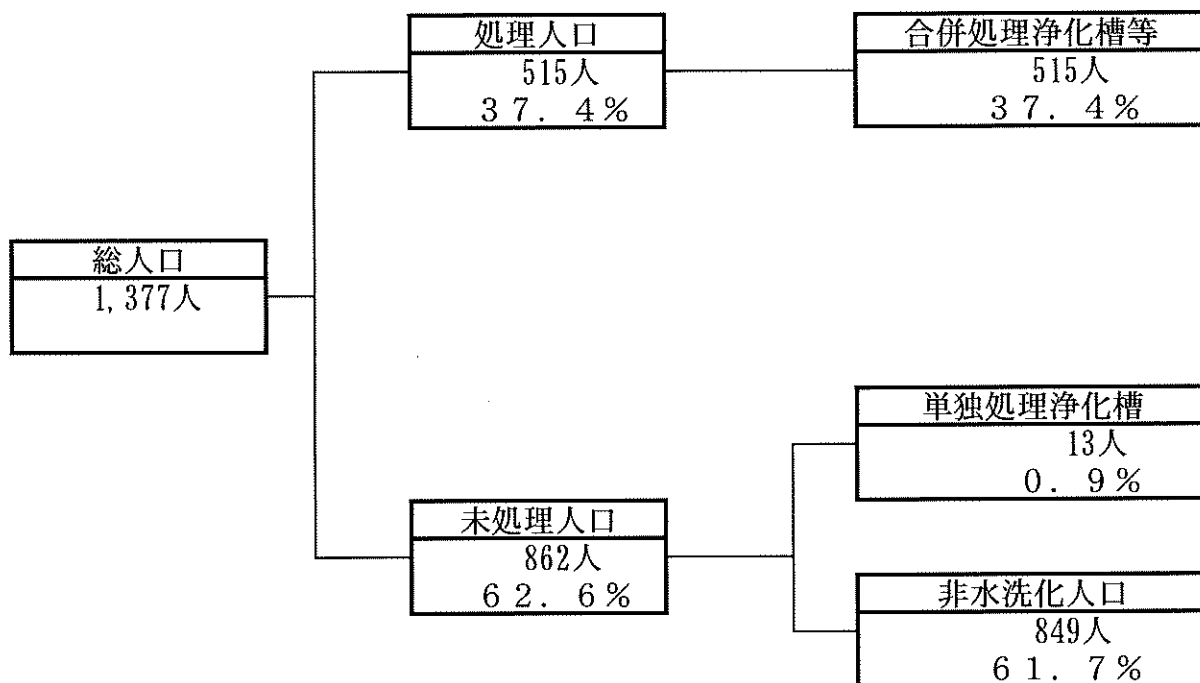 処理人口
515人
37.4%
合併処理浄化槽等
515人
37.4%
総人口
1,377人
単独処理浄化槽
13人
0.9%
未処理人口
862人
62.6%
非水洗化人口
849人
61.7%